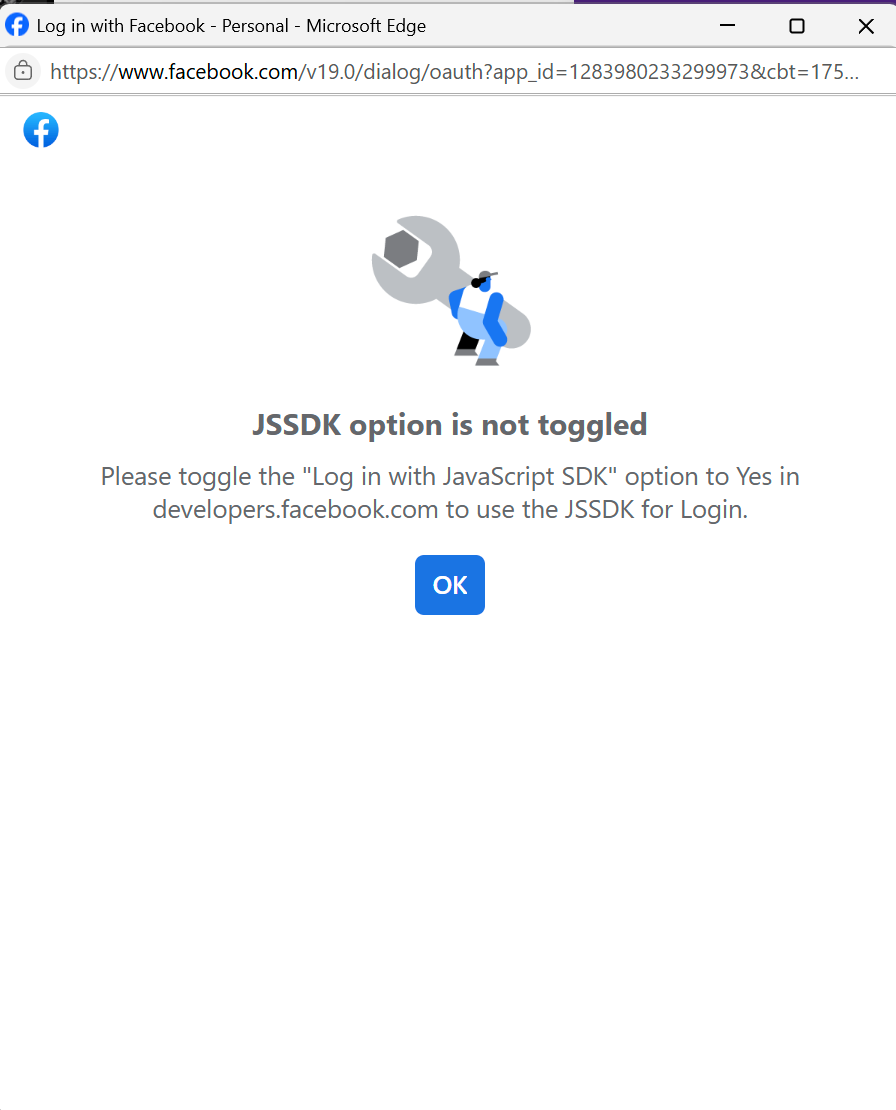 Log in with Facebook - Personal - Microsoft Edge
https://www.facebook.com/v19.0/dialog/oauth?app_id=1283980233299973&cbt=175...
JSSDK option is not toggled
Please toggle the "Log in with JavaScript SDK" option to Yes in
developers.facebook.com to use the JSSDK for Login.
OK